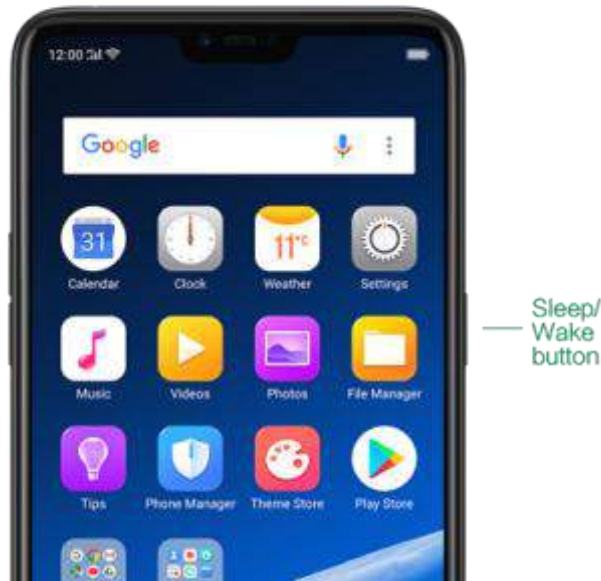 12:00
Google
31
11°c
Calendar Clock Weather Settings
Music Videos Photos File Manager
Tips Phone Manager Theme Store Play Store
Sleep/
Wake
button